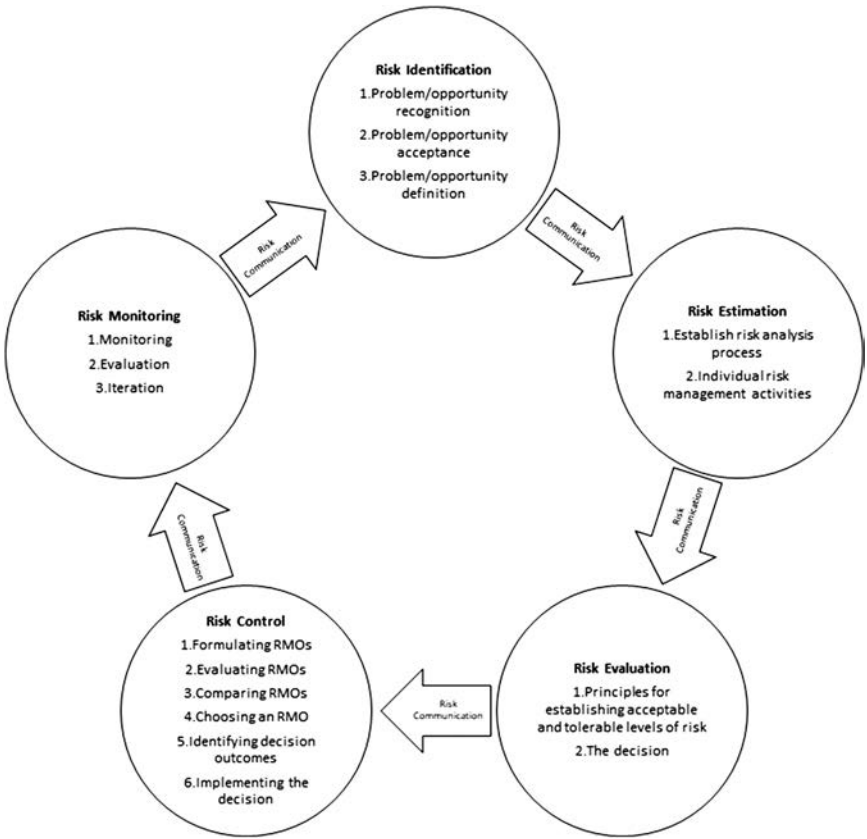 Risk Identification
1.Problem/opportunity
recognition
2.Problem/opportunity
acceptance
3.Problem/opportunity
definition
Risk
Communication
Risk Estimation
1.Establish risk analysis
process
2.Individual risk
management activities
Risk
Communication
Risk Evaluation
1.Principles for
establishing acceptable
and tolerable levels of risk
2.The decision
Risk
Communication
Risk Control
1.Formulating RMOs
2.Evaluating RMOs
3.Comparing RMOs
4.Choosing an RMO
5.Identifying decision
outcomes
6.Implementing the
decision
Risk
Communication
Risk Monitoring
1.Monitoring
2.Evaluation
3.Iteration
Risk
Communication